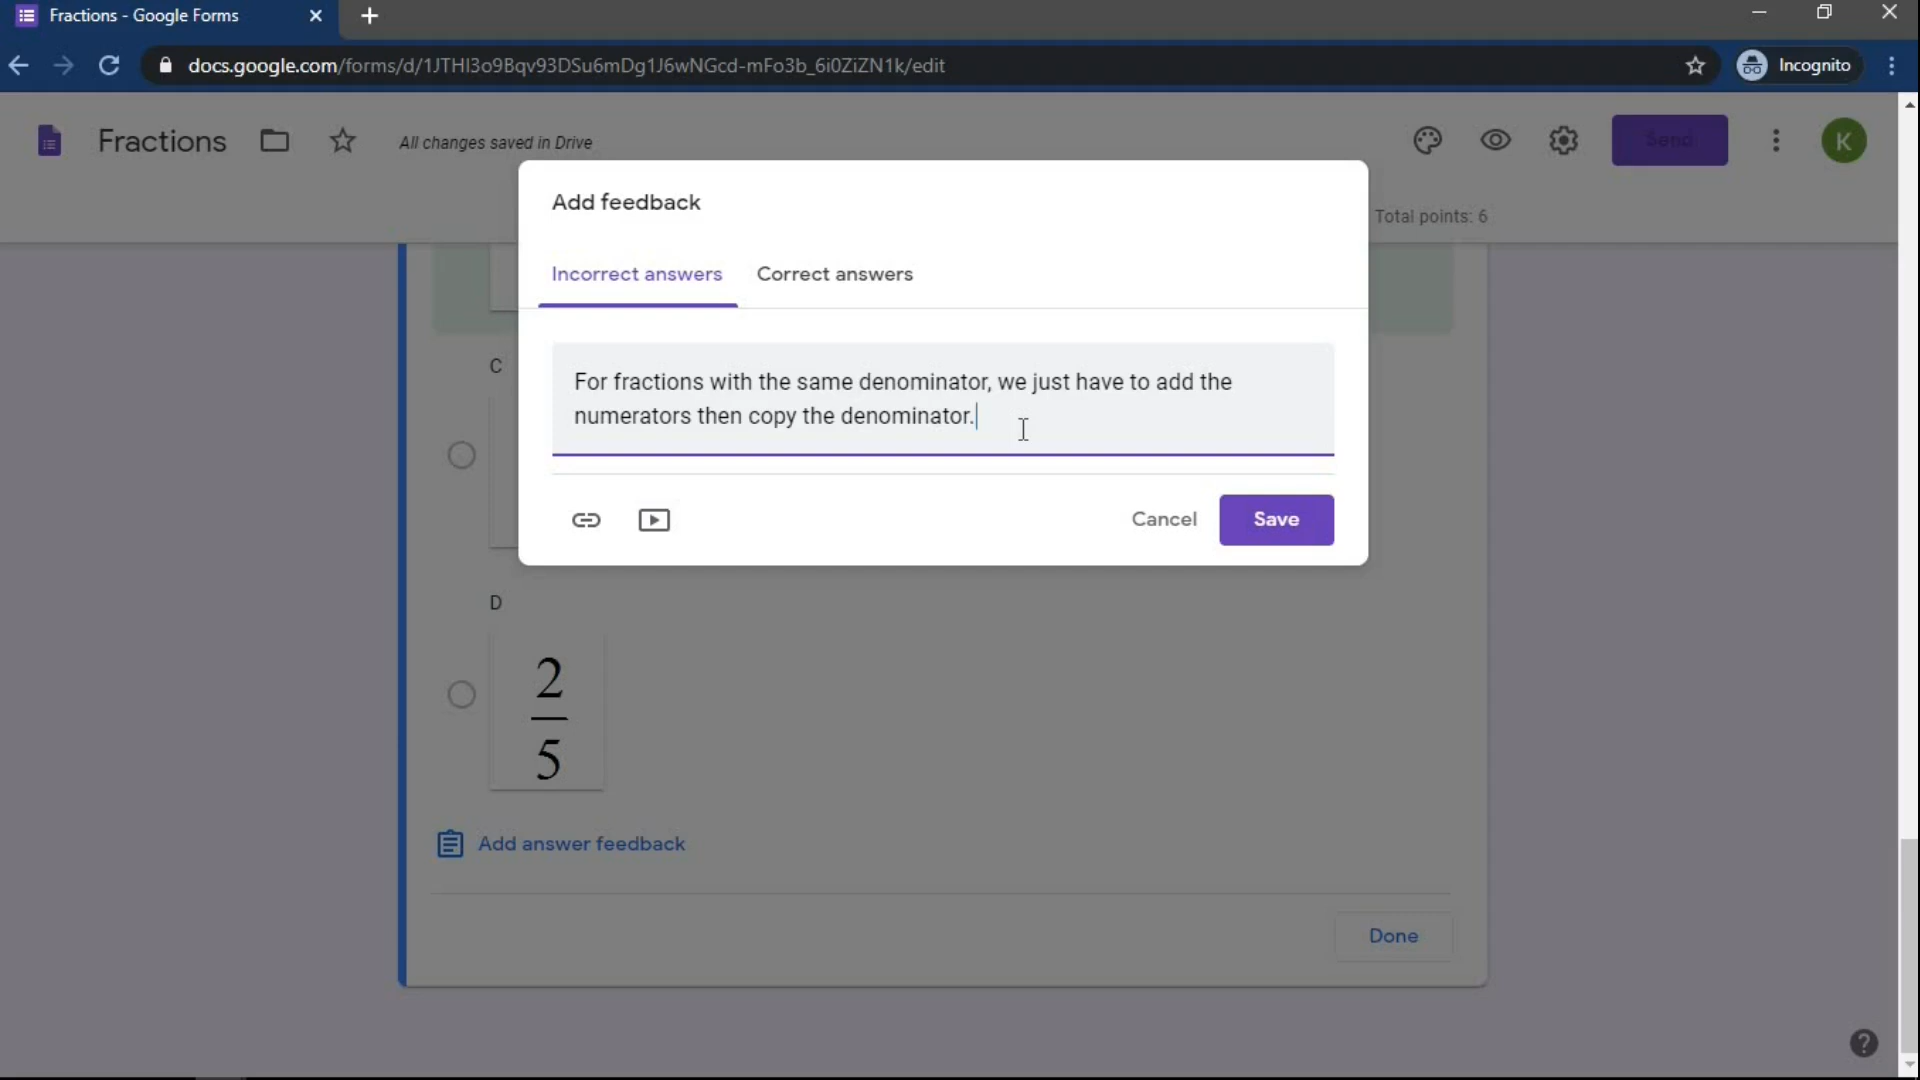 Fractions - Google Forms
docs.google.com/forms/d/1JTHI3o9Bqv93DSu6mDg1J6wNGcd-mFo3b_6i0ZiZN1k/edit
Incognito
Fractions
All changes saved in Drive
Send
K
Total points: 6
Add feedback
Incorrect answers
Correct answers
For fractions with the same denominator, we just have to add the
numerators then copy the denominator.
Cancel
Save
C
D
2
5
Add answer feedback
Done
?